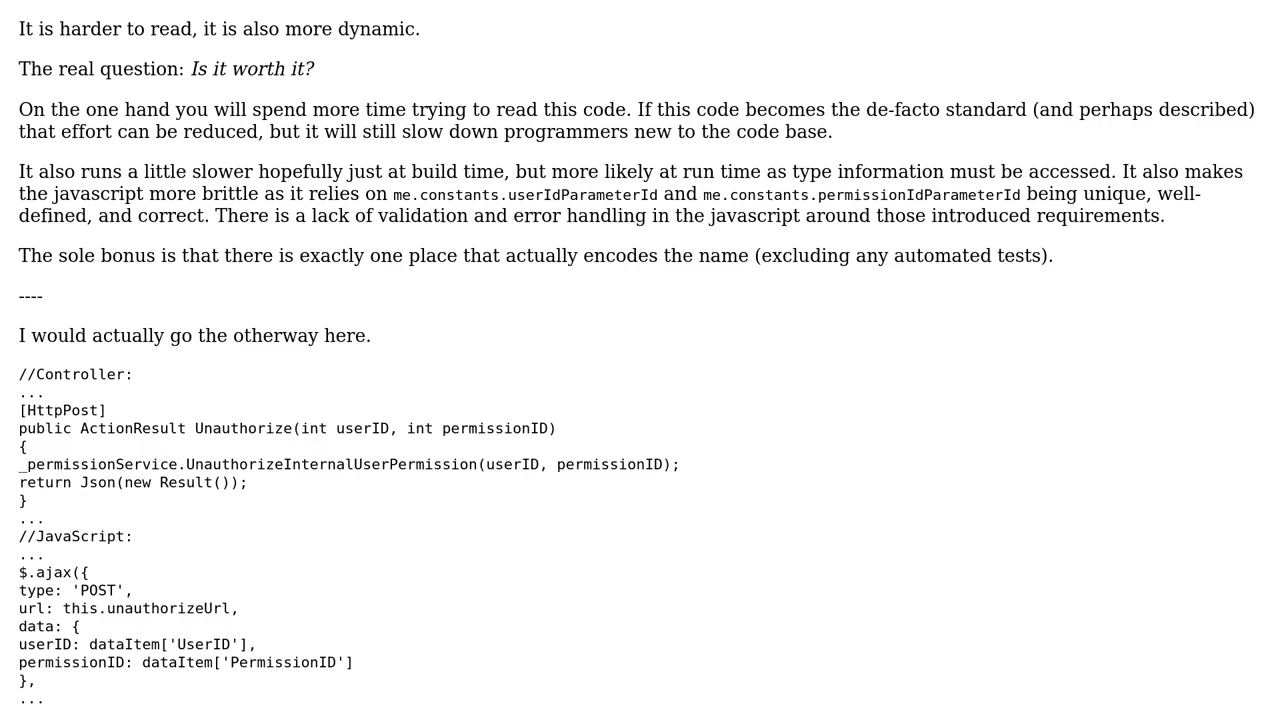 It is harder to read, it is also more dynamic.
The real question: Is it worth it?
On the one hand you will spend more time trying to read this code. If this code becomes the de-facto standard (and perhaps described)
that effort can be reduced, but it will still slow down programmers new to the code base.
It also runs a little slower hopefully just at build time, but more likely at run time as type information must be accessed. It also makes
the javascript more brittle as it relies on me.constants.userIdParameterId and me.constants.permissionIdParameterId being unique, well-
defined, and correct. There is a lack of validation and error handling in the javascript around those introduced requirements.
The sole bonus is that there is exactly one place that actually encodes the name (excluding any automated tests).
----
I would actually go the otherway here.
//Controller:
...
[HttpPost]
public ActionResult Unauthorize(int userID, int permissionID)
{
_permissionService.UnauthorizeInternalUserPermission(userID, permissionID);
return Json(new Result());
}
...
//JavaScript:
...
$.ajax({
type: 'POST',
url: this.unauthorizeUrl,
data: {
userID: dataItem['UserID'],
permissionID: dataItem['PermissionID']
},
...